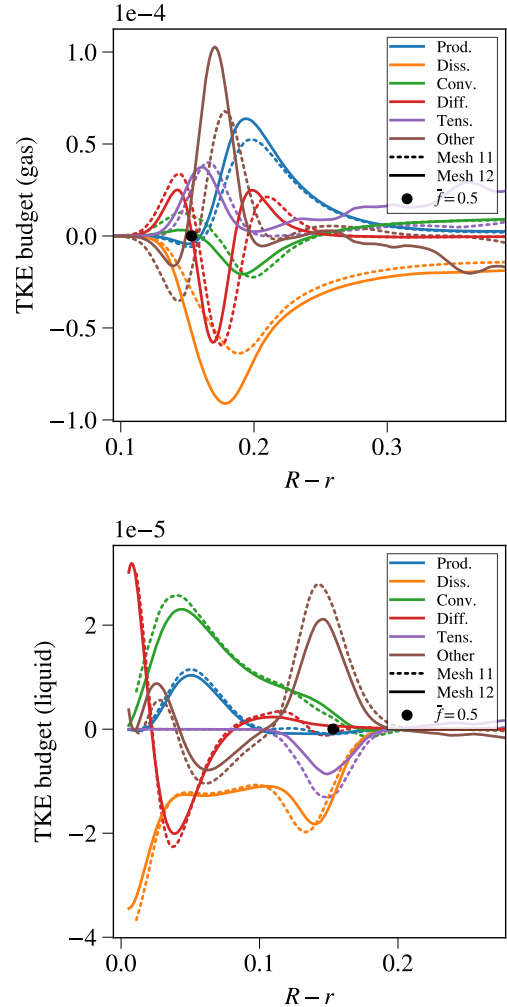 1e−4
1.0
0.5
0.0
−0.5
−1.0
TKE budget (gas)
Prod.
Diss.
Conv.
Diff.
Tens.
Other
Mesh 11
Mesh 12
f̄ = 0.5
0.1
0.2
0.3
R − r
1e−5
2
0
−2
−4
TKE budget (liquid)
Prod.
Diss.
Conv.
Diff.
Tens.
Other
Mesh 11
Mesh 12
f̄ = 0.5
0.0
0.1
0.2
R − r